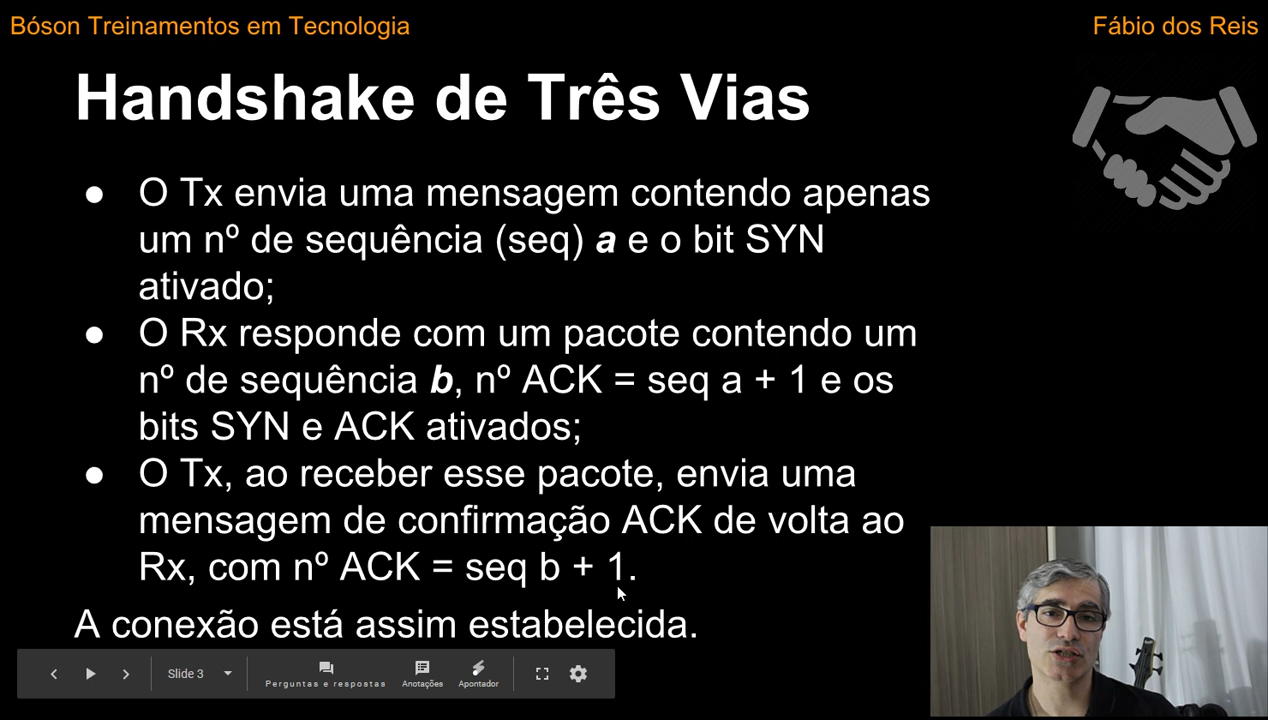 Bóson Treinamentos em Tecnologia
Fábio dos Reis
Handshake de Três Vias
● O Tx envia uma mensagem contendo apenas
um nº de sequência (seq) a e o bit SYN
ativado;
● O Rx responde com um pacote contendo um
nº de sequência b, nº ACK = seq a + 1 e os
bits SYN e ACK ativados;
● O Tx, ao receber esse pacote, envia uma
mensagem de confirmação ACK de volta ao
Rx, com nº ACK = seq b + 1.
A conexão está assim estabelecida.
Slide 3
Perguntas e respostas
Anotações
Apontador